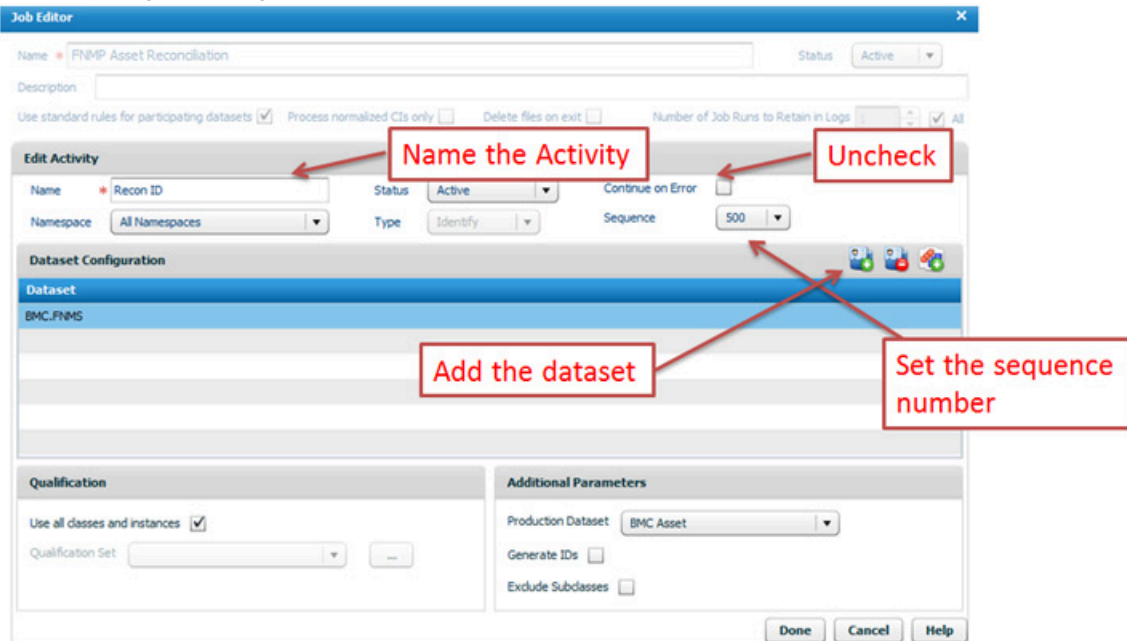 Job Editor ×
Name * FNMP Asset Reconciliation Status Active
Description
Use standard rules for participating datasets Process normalized CIs only Delete files on exit Number of Job Runs to Retain in Logs 1 All
Name the Activity
Uncheck
Edit Activity
Name * Recon ID Status Active Continue on Error
Namespace All Namespaces Type Identify Sequence 500
Dataset Configuration
Dataset
BMC.FNMS
Add the dataset
Set the sequence
number
Qualification
Use all classes and instances
Qualification Set ...
Additional Parameters
Production Dataset BMC Asset
Generate IDs
Exclude Subclasses
Done Cancel Help